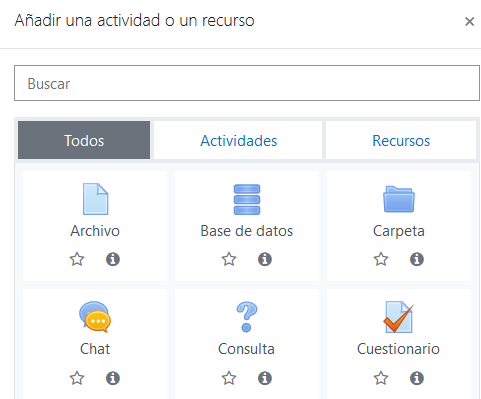 Añadir una actividad o un recurso
Buscar
Todos Actividades Recursos
Archivo Base de datos Carpeta
Chat Consulta Cuestionario